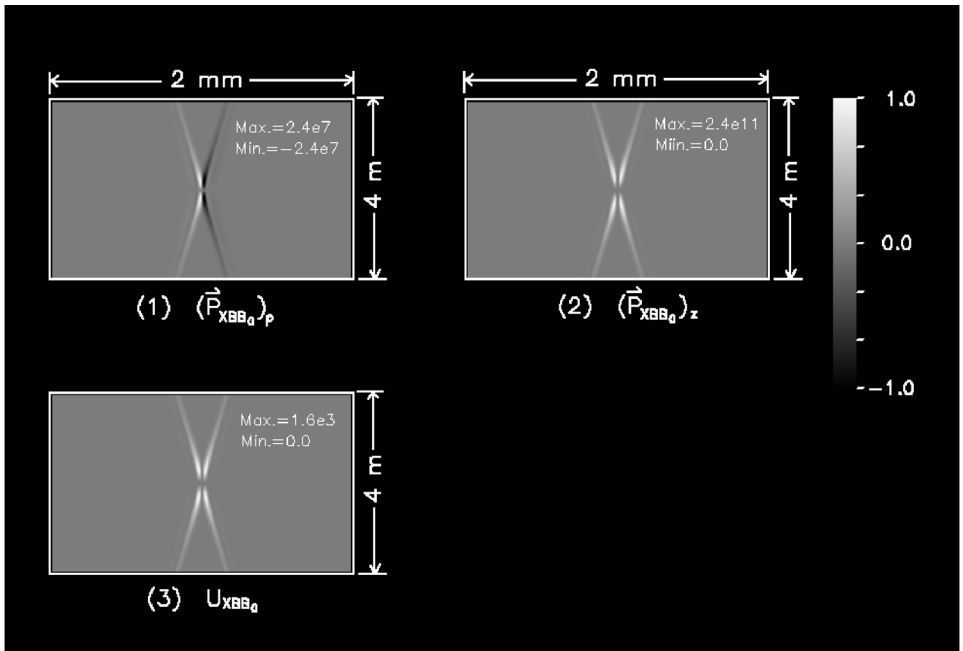 2 mm
Max.=2.4e7
Min.=-2.4e7
4 m
(1) (P⃗XBB₀)ρ
2 mm
Max.=2.4e11
Miin.=0.0
4 m
(2) (P⃗XBB₀)z
1.0
0.0
-1.0
Max.=1.6e3
Min.=0.0
4 m
(3) UXBB₀